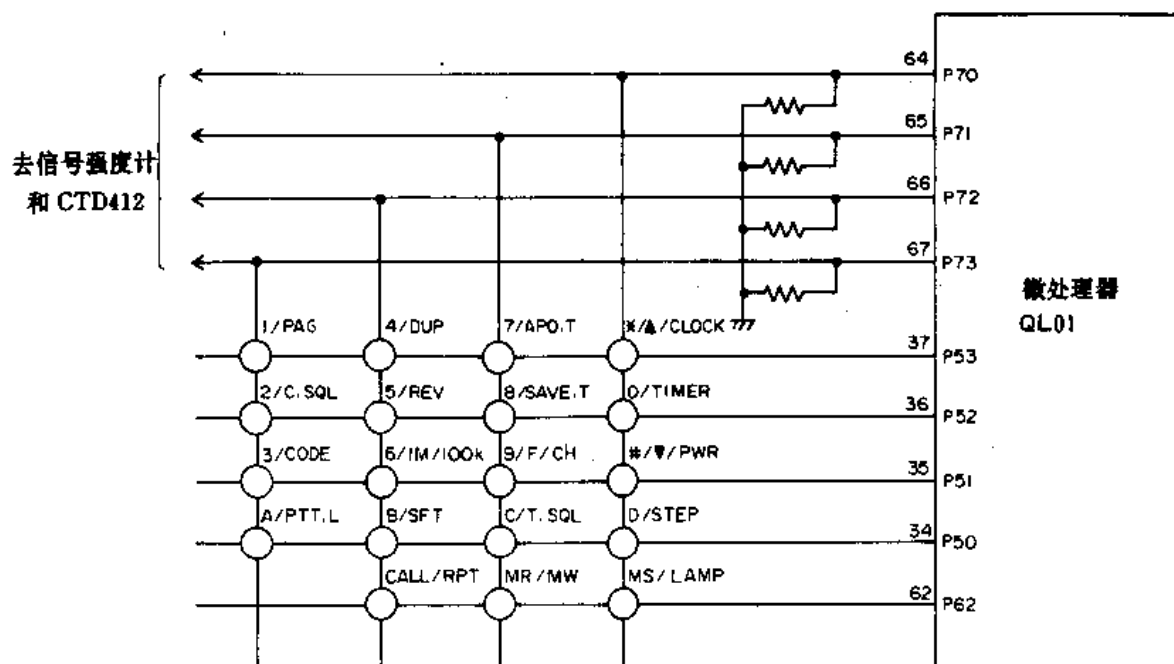 64 P70
65 P71
去信号强度计
和 CTD412
66 P72
67 P73
微处理器
QL01
1/PAG 4/DUP 7/APO.T */▲/CLOCK
37 P53
2/C.SQL 5/REV 8/SAVE.T 0/TIMER
36 P52
3/CODE 6/1M/100k 9/F/CH #/▼/PWR
35 P51
A/PTT.L B/SFT C/T.SQL D/STEP
34 P50
CALL/RPT MR/MW MS/LAMP
62 P62